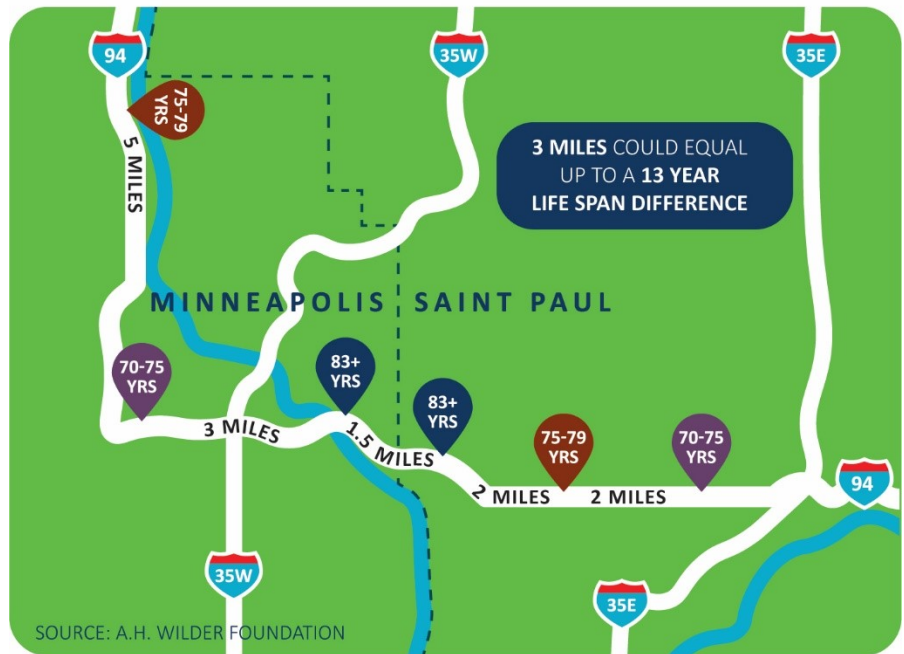 94
35W
35E
75-79
YRS
5 MILES
3 MILES COULD EQUAL
UP TO A 13 YEAR
LIFE SPAN DIFFERENCE
MINNEAPOLIS
SAINT PAUL
70-75
YRS
83+
YRS
83+
YRS
75-79
YRS
70-75
YRS
3 MILES
1.5 MILES
2 MILES
2 MILES
94
35W
35E
SOURCE: A.H. WILDER FOUNDATION